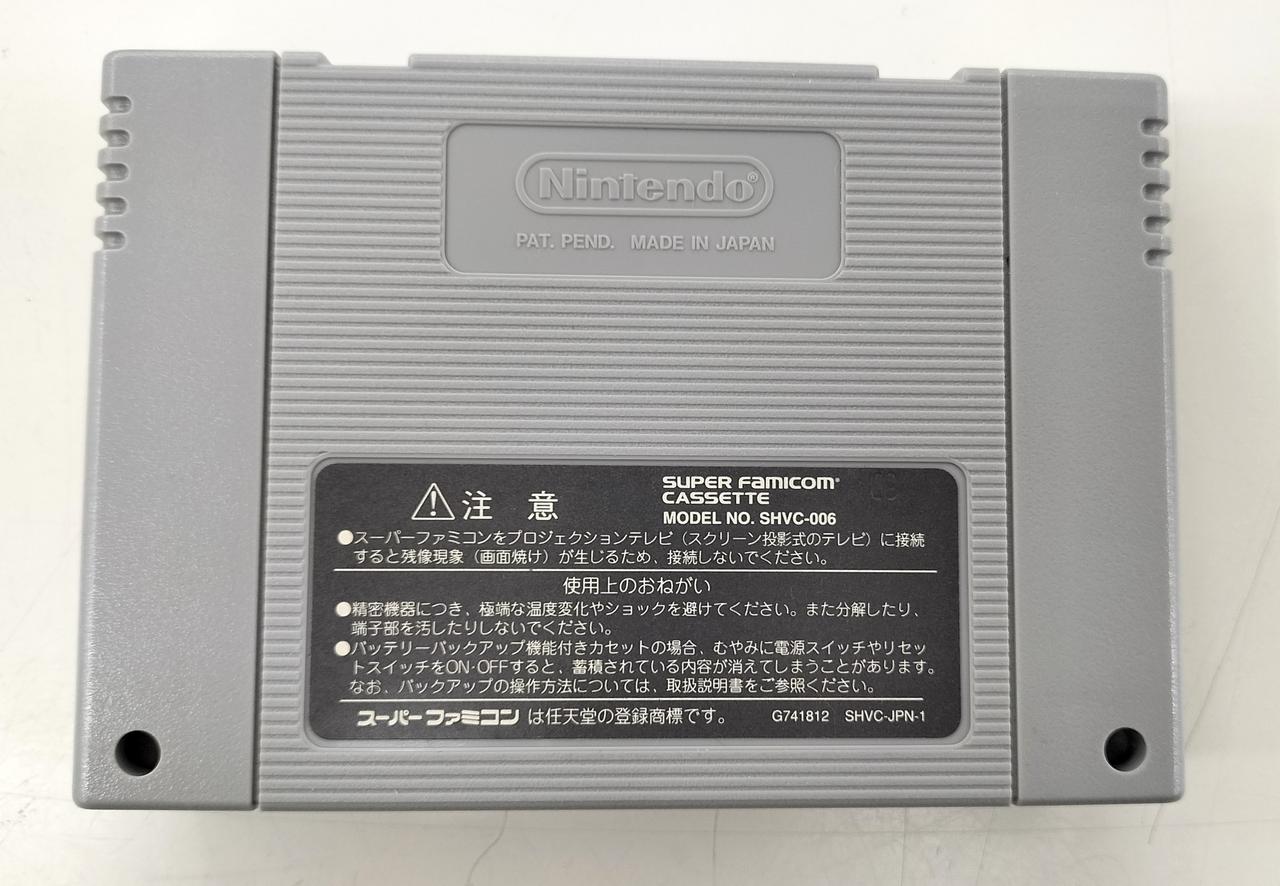 Nintendo®
PAT. PEND. MADE IN JAPAN
SUPER FAMICOM®
CASSETTE
⚠注 意
MODEL NO. SHVC-006
●スーパーファミコンをプロジェクションテレビ（スクリーン投影式のテレビ）に接続
すると残像現象（画面焼け）が生じるため、接続しないでください。
使用上のおねがい
●精密機器につき、極端な温度変化やショックを避けてください。また分解したり、
端子部を汚したりしないでください。
●バッテリーバックアップ機能付きカセットの場合、むやみに電源スイッチやリセッ
トスイッチをON·OFFすると、蓄積されている内容が消えてしまうことがあります。
なお、バックアップの操作方法については、取扱説明書をご参照ください。
スーパーファミコン は任天堂の登録商標です。 G741812 SHVC-JPN-1